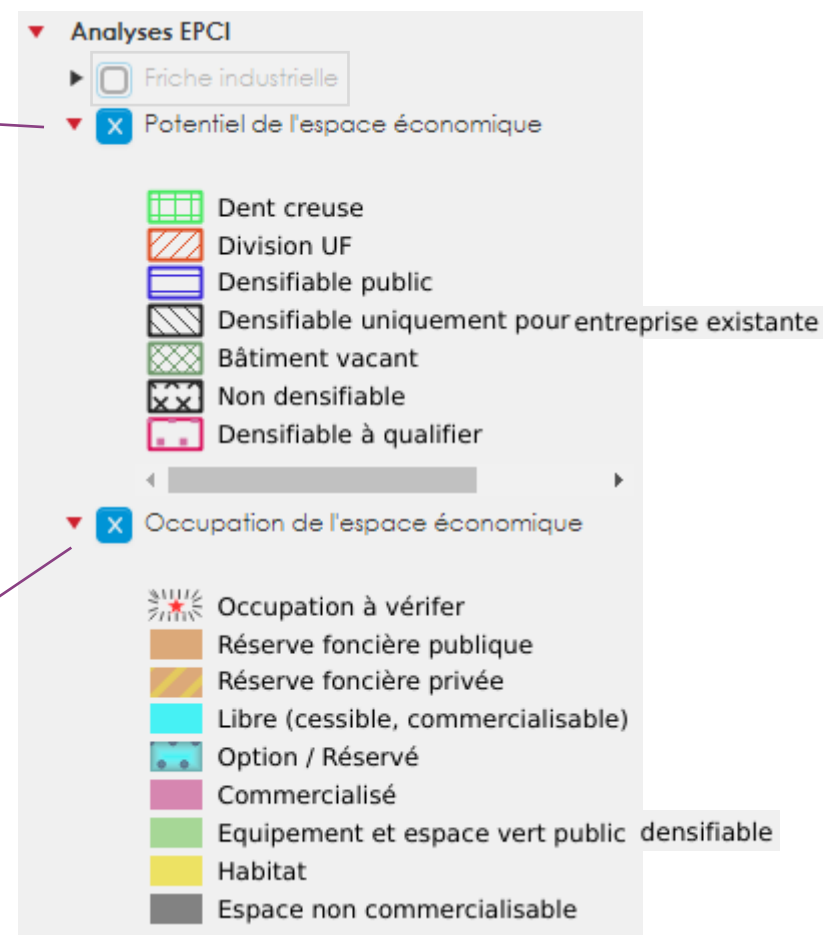 Analyses EPCI
Friche industrielle
Potentiel de l'espace économique
Dent creuse
Division UF
Densifiable public
Densifiable uniquement pour entreprise existante
Bâtiment vacant
Non densifiable
Densifiable à qualifier
Occupation de l'espace économique
Occupation à vérifer
Réserve foncière publique
Réserve foncière privée
Libre (cessible, commercialisable)
Option / Réservé
Commercialisé
Equipement et espace vert public densifiable
Habitat
Espace non commercialisable